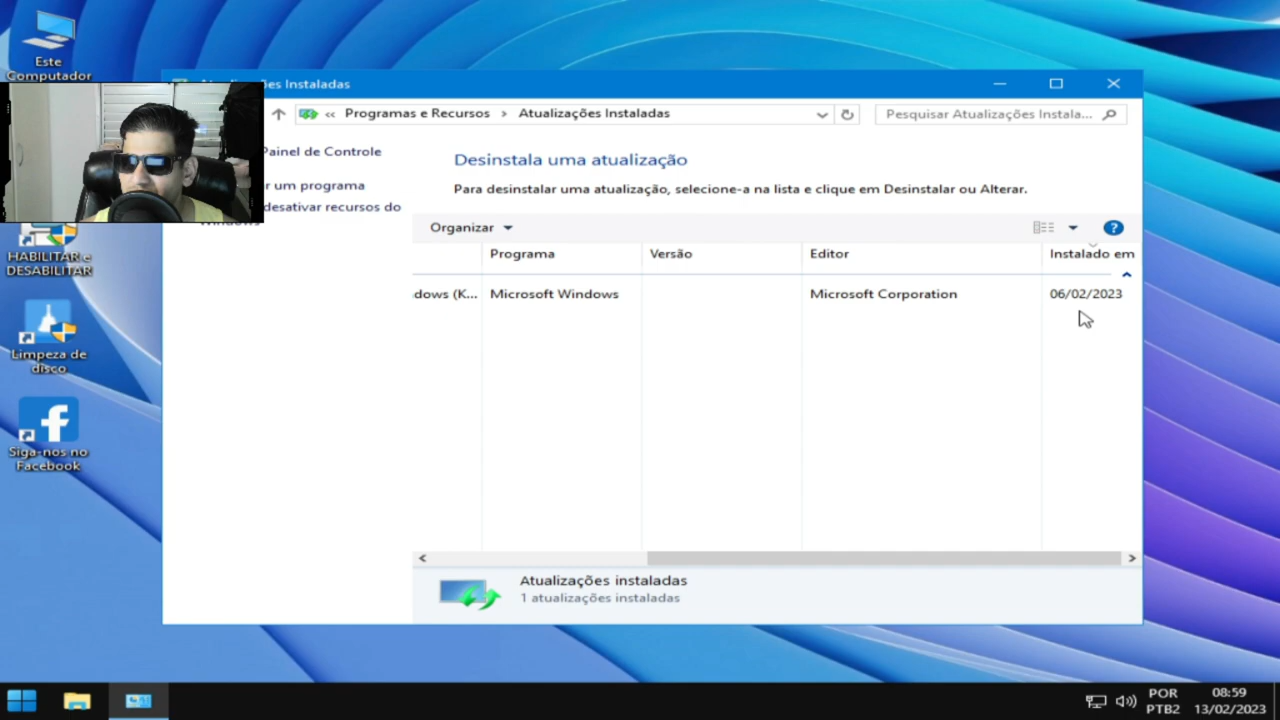 Este
Computador
ões Instaladas
« Programas e Recursos > Atualizações Instaladas
Pesquisar Atualizações Instala...
Painel de Controle
r um programa
desativar recursos do
Desinstala uma atualização
Para desinstalar uma atualização, selecione-a na lista e clique em Desinstalar ou Alterar.
Organizar
?
Programa Versão Editor Instalado em
dows (K... Microsoft Windows Microsoft Corporation 06/02/2023
Atualizações instaladas
1 atualizações instaladas
HABILITAR e
DESABILITAR
Limpeza de
disco
Siga-nos no
Facebook
POR
PTB2
08:59
13/02/2023